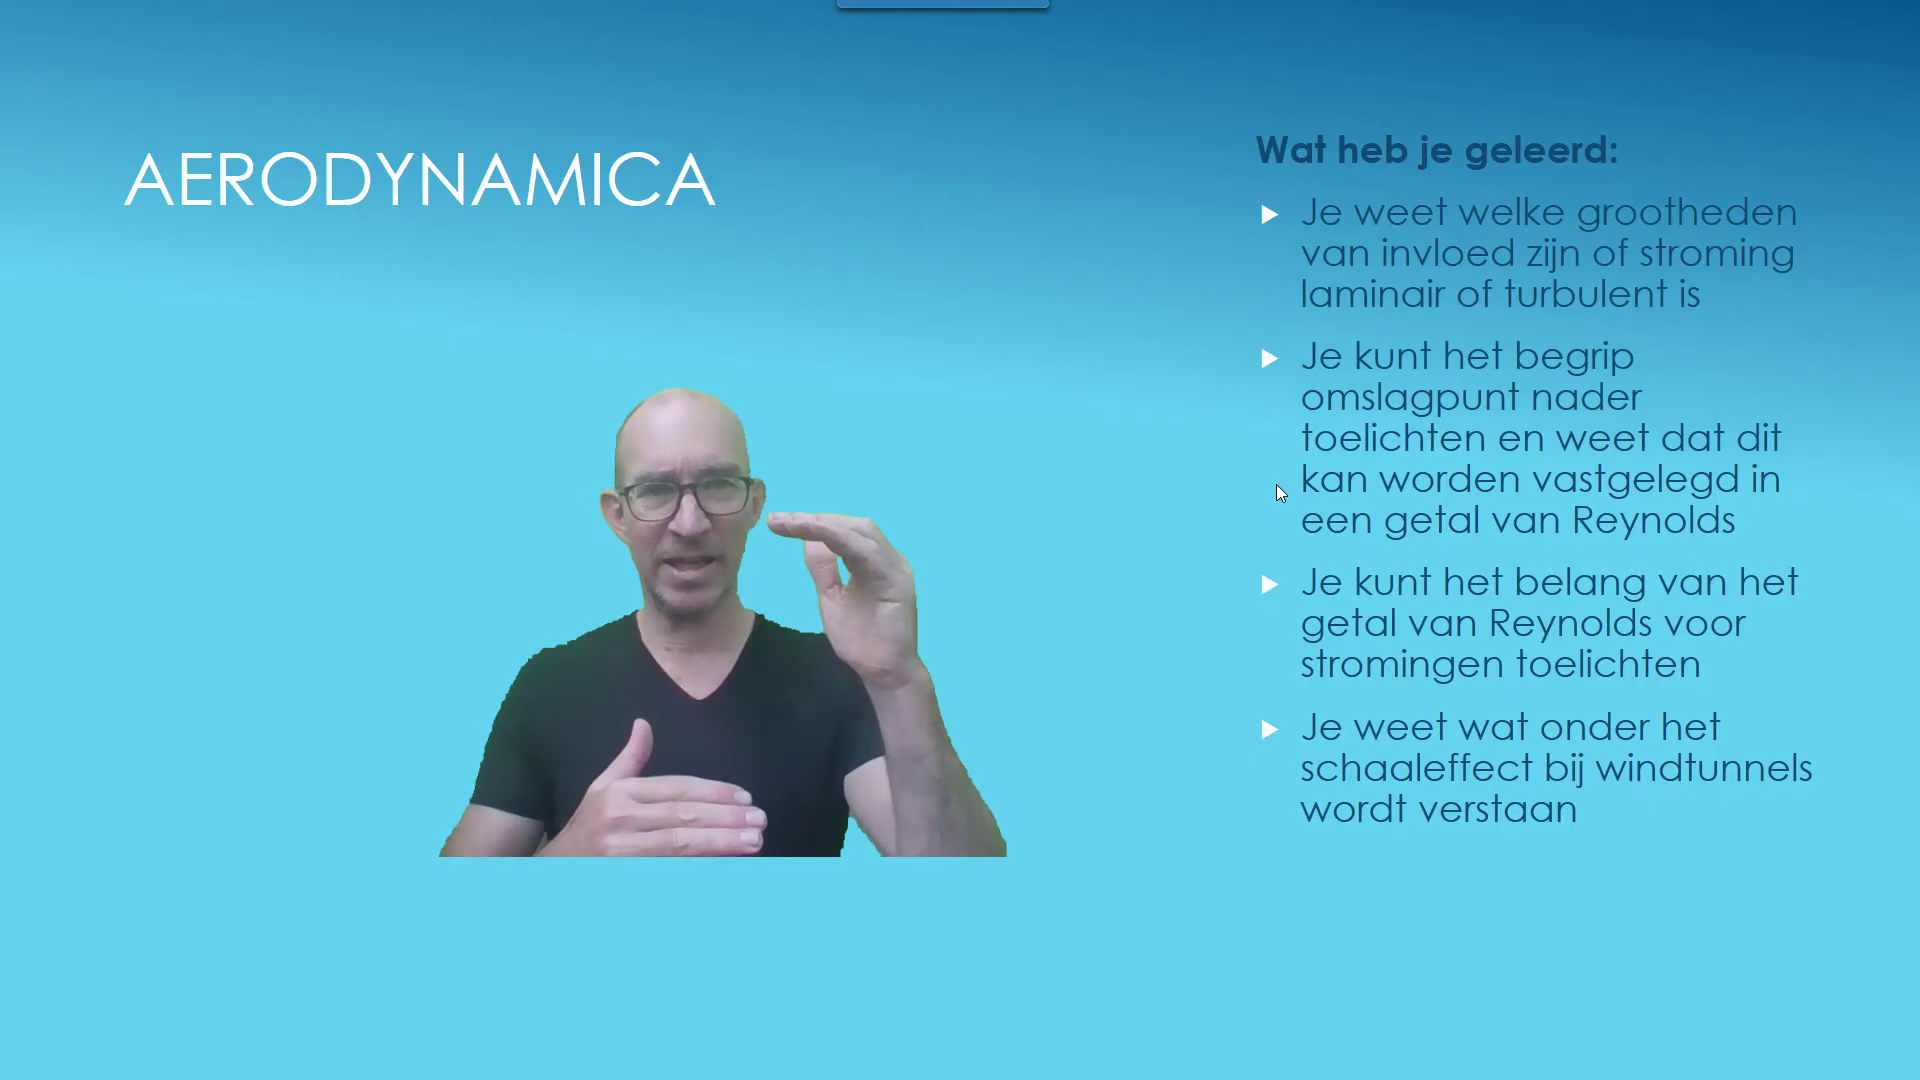 AERODYNAMICA
Wat heb je geleerd:
Je weet welke grootheden
van invloed zijn of stroming
laminair of turbulent is
Je kunt het begrip
omslagpunt nader
toelichten en weet dat dit
kan worden vastgelegd in
een getal van Reynolds
Je kunt het belang van het
getal van Reynolds voor
stromingen toelichten
Je weet wat onder het
schaaleffect bij windtunnels
wordt verstaan